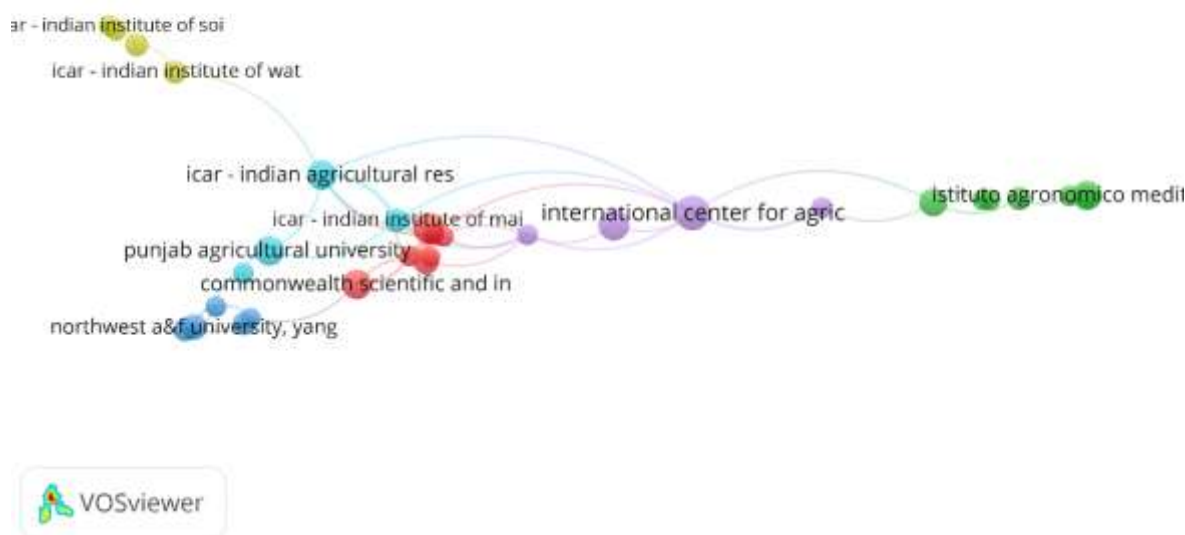 ar - indian institute of soi
icar - indian institute of wat
icar - indian agricultural res
istituto agronomico medit
icar - indian institute of mai
international center for agric
punjab agricultural university
commonwealth scientific and in
northwest a&f university, yang
VOSviewer